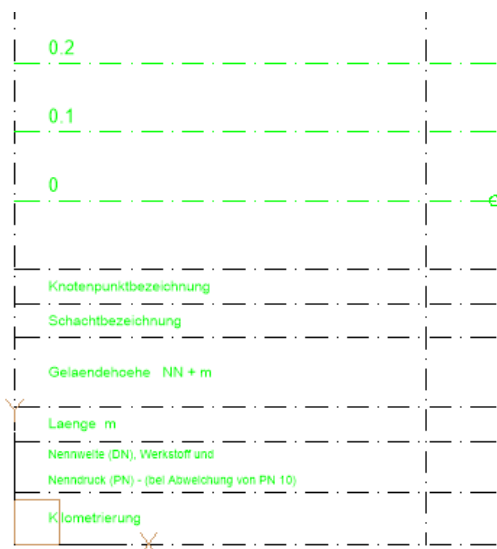 0.2
0.1
0
Knotenpunktbezeichnung
Schachtbezeichnung
Gelaendehoehe NN + m
Laenge m
Nennweite (DN), Werkstoff und
Nenndruck (PN) - (bei Abweichung von PN 10)
Kilometrierung